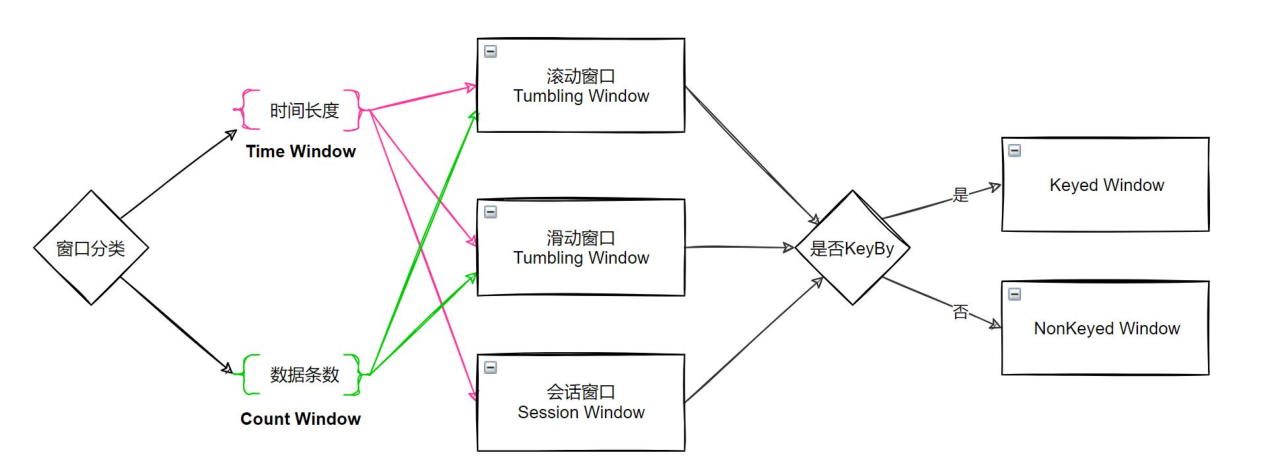 窗口分类
时间长度
Time Window
数据条数
Count Window
滚动窗口
Tumbling Window
滑动窗口
Tumbling Window
会话窗口
Session Window
是否KeyBy
是
Keyed Window
否
NonKeyed Window